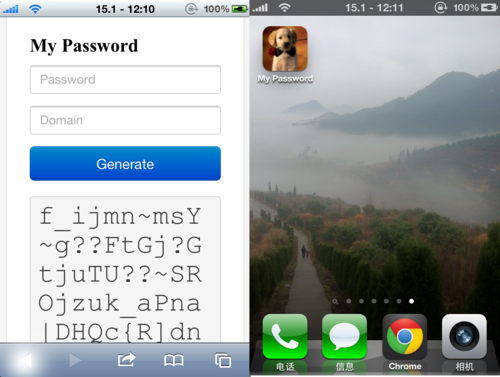 15.1 - 12:10
100%
My Password
Password
Domain
Generate
f_ijmn~msY
~g??FtGj?G
tjuTU??~SR
Ojzuk_aPna
|DHQc{R]dn
15.1 - 12:11
100%
My Password
电话
信息
Chrome
相机